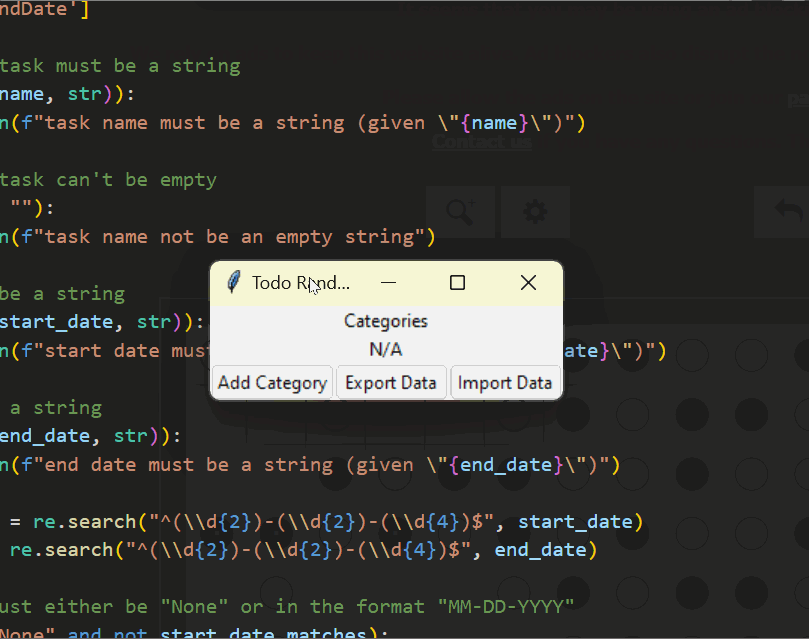 ndDate']
task must be a string
name, str)):
n(f"task name must be a string (given \"{name}\")")
Contact us
task can't be empty
""):
n(f"task name not be an empty string")
Todo R nd...
be a string
Categories
start_date, str)):
N/A
n(f"start date mus ate}\")")
Add Category Export Data Import Data
a string
end_date, str)):
n(f"end date must be a string (given \"{end_date}\")")
= re.search("^(\\d{2})-(\\d{2})-(\\d{4})$", start_date)
re.search("^(\\d{2})-(\\d{2})-(\\d{4})$", end_date)
ust either be "None" or in the format "MM-DD-YYYY"
None" and not start_date_matches):